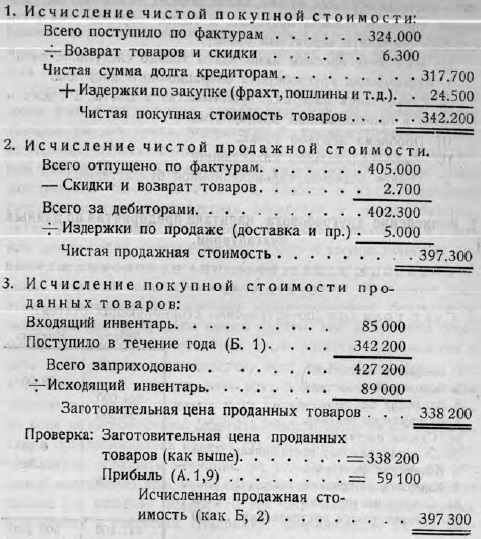 1. Исчисление чистой покупной стоимости:
Всего поступило по фактурам . . . . . . 324.000
÷ Возврат товаров и скидки . . . . . 6.300
Чистая сумма долга кредиторам . . . . . . . . 317.700
+ Издержки по закупке (фрахт, пошлины и т. д.). . 24.500
Чистая покупная стоимость товаров . . . . . 342.200
2. Исчисление чистой продажной стоимости.
Всего отпущено по фактурам. . . . . . . 405.000
— Скидки и возврат товаров. . . . . . 2.700
Всего за дебиторами. . . . . . . . . . 402.300
÷ Издержки по продаже (доставка и пр.) . 5.000
Чистая продажная стоимость . . . . . . . . 397.300
3. Исчисление покупной стоимости про-
данных товаров:
Входящий инвентарь. . . . . . . . . . 85 000
Поступило в течение года (Б. 1). . . . . 342 200
Всего заприходовано . . . . . . . . 427 200
÷ Исходящий инвентарь. . . . . . . . 89 000
Заготовительная цена проданных товаров . . . 338 200
Проверка: Заготовительная цена проданных
товаров (как выше). . . . . . . = 338 200
Прибыль (А. 1,9) . . . . . . . . = 59 100
Исчисленная продажная сто-
имость (как Б, 2) . . . . . . . . 397 300